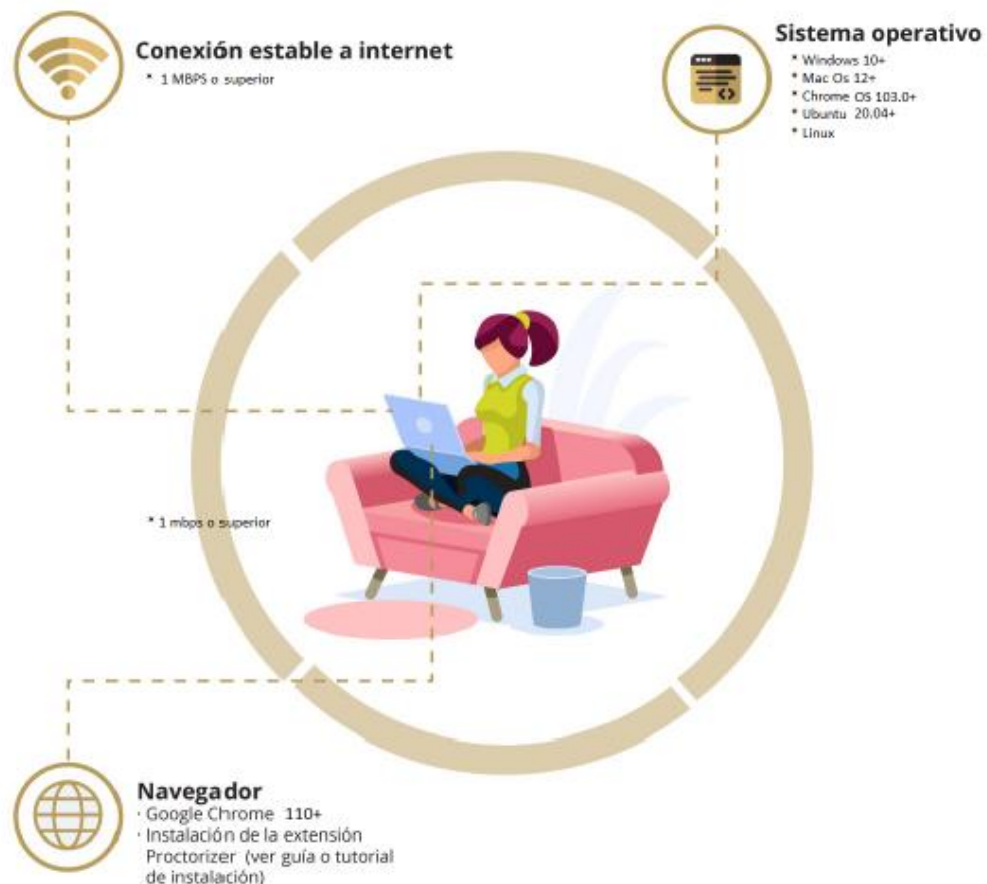 Conexión estable a internet
* 1 MBPS o superior
Sistema operativo
* Windows 10+
* Mac Os 12+
* Chrome OS 103.0+
* Ubuntu 20.04+
* Linux
* 1 mbps o superior
Navegador
· Google Chrome 110+
· Instalación de la extensión
Proctorizer (ver guía o tutorial
de instalación)